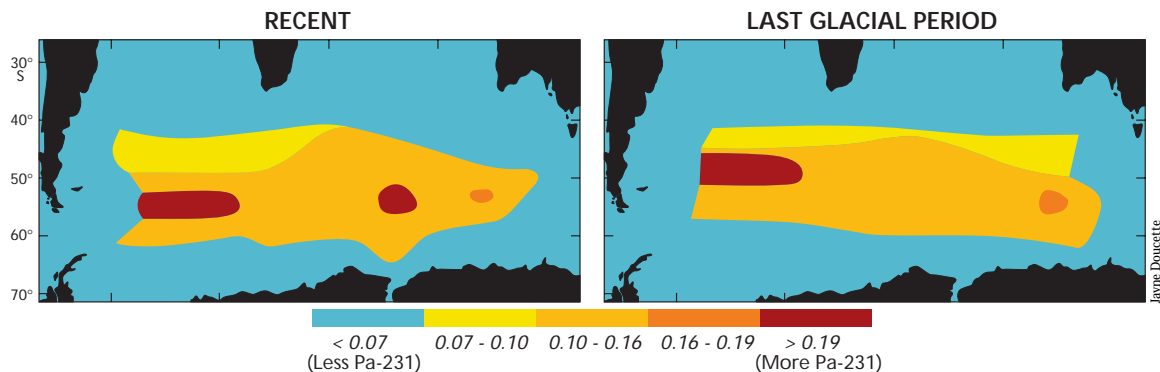 RECENT
LAST GLACIAL PERIOD
30°
S
40°
50°
60°
70°
Jayne Doucette
< 0.07
0.07 - 0.10
0.10 - 0.16
0.16 - 0.19
> 0.19
(Less Pa-231)
(More Pa-231)